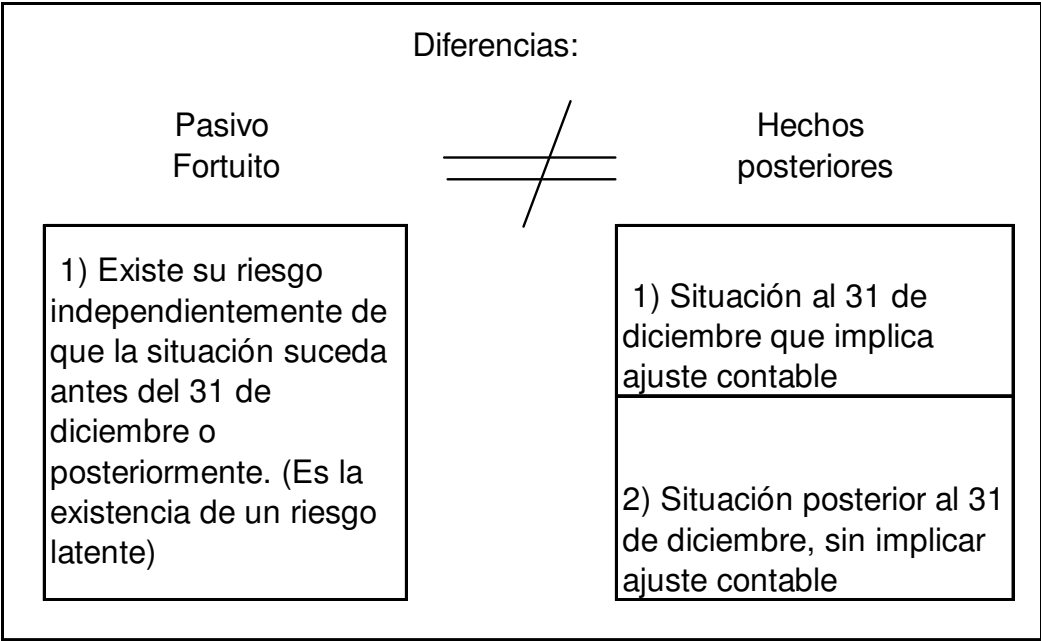 Diferencias:
Pasivo
Fortuito
Hechos
posteriores
1) Existe su riesgo
independientemente de
que la situación suceda
antes del 31 de
diciembre o
posteriormente. (Es la
existencia de un riesgo
latente)
1) Situación al 31 de
diciembre que implica
ajuste contable
2) Situación posterior al 31
de diciembre, sin implicar
ajuste contable